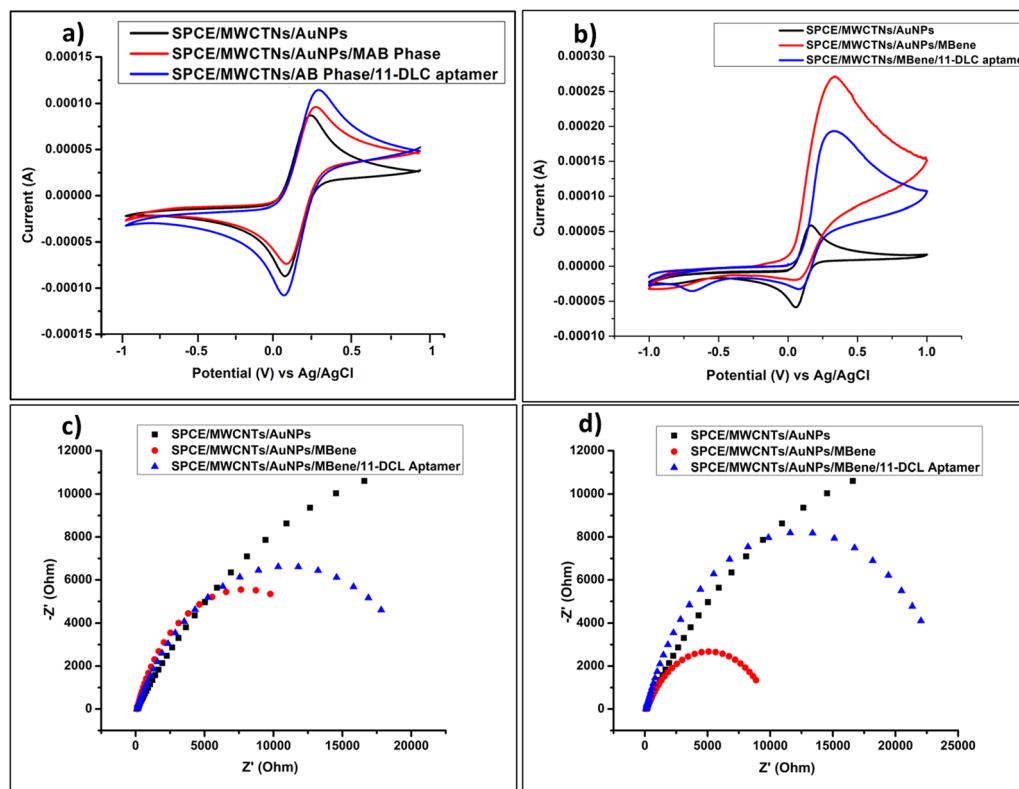 a)
SPCE/MWCTNs/AuNPs
SPCE/MWCTNs/AuNPs/MAB Phase
SPCE/MWCTNs/AB Phase/11-DLC aptamer
0.00015
0.00010
0.00005
0.00000
-0.00005
-0.00010
-0.00015
Current (A)
-1
-0.5
0.00
0.5
1
Potential (V) vs Ag/AgCl
b)
SPCE/MWCTNs/AuNPs
SPCE/MWCTNs/AuNPs/MBene
SPCE/MWCTNs/MBene/11-DLC aptamer
0.00030
0.00025
0.00020
0.00015
0.00010
0.00005
0.00000
-0.00005
-0.00010
Current (A)
-1.0
-0.5
0.0
0.5
1.0
Potential (V) vs Ag/AgCl
c)
SPCE/MWCNTs/AuNPs
SPCE/MWCNTs/AuNPs/MBene
SPCE/MWCNTs/AuNPs/MBene/11-DCL Aptamer
12000
10000
8000
6000
4000
2000
0
-Z' (Ohm)
0
5000
10000
15000
20000
Z' (Ohm)
d)
SPCE/MWCNTs/AuNPs
SPCE/MWCNTs/AuNPs/MBene
SPCE/MWCNTs/AuNPs/MBene/11-DCL Aptamer
12000
10000
8000
6000
4000
2000
0
-Z' (Ohm)
0
5000
10000
15000
20000
25000
Z' (Ohm)